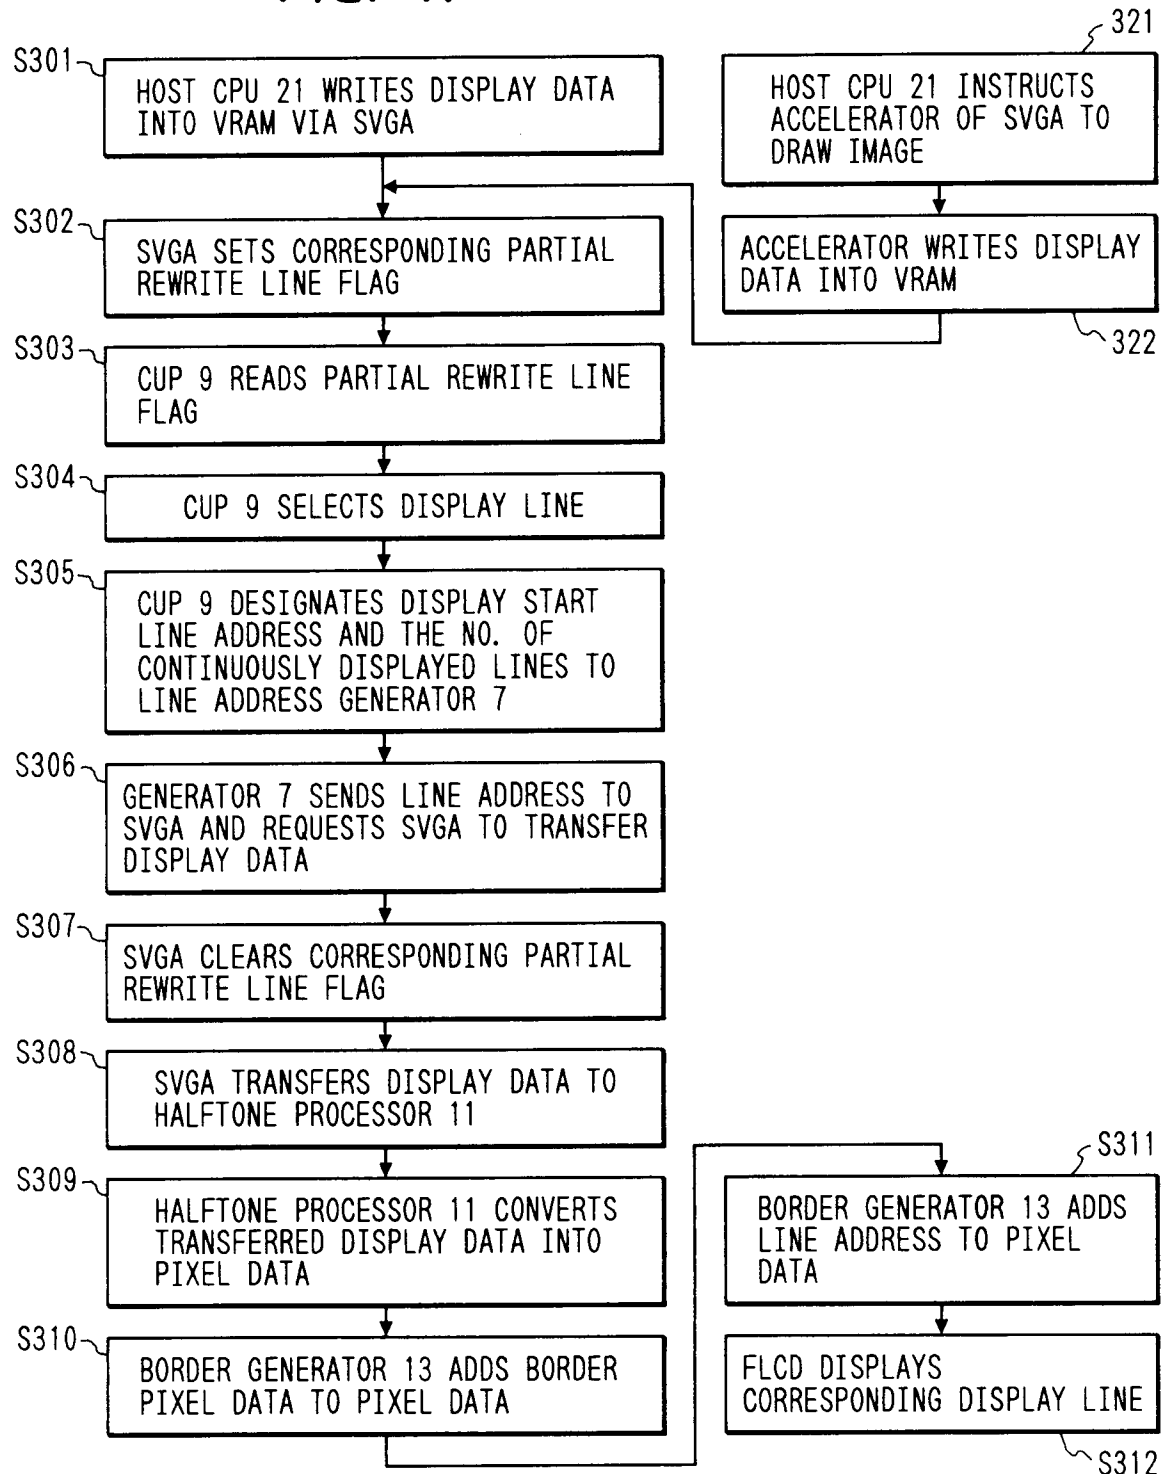 S301
HOST CPU 21 WRITES DISPLAY DATA
INTO VRAM VIA SVGA
321
HOST CPU 21 INSTRUCTS
ACCELERATOR OF SVGA TO
DRAW IMAGE
S302
SVGA SETS CORRESPONDING PARTIAL
REWRITE LINE FLAG
ACCELERATOR WRITES DISPLAY
DATA INTO VRAM
322
S303
CUP 9 READS PARTIAL REWRITE LINE
FLAG
S304
CUP 9 SELECTS DISPLAY LINE
S305
CUP 9 DESIGNATES DISPLAY START
LINE ADDRESS AND THE NO. OF
CONTINUOUSLY DISPLAYED LINES TO
LINE ADDRESS GENERATOR 7
S306
GENERATOR 7 SENDS LINE ADDRESS TO
SVGA AND REQUESTS SVGA TO TRANSFER
DISPLAY DATA
S307
SVGA CLEARS CORRESPONDING PARTIAL
REWRITE LINE FLAG
S308
SVGA TRANSFERS DISPLAY DATA TO
HALFTONE PROCESSOR 11
S309
HALFTONE PROCESSOR 11 CONVERTS
TRANSFERRED DISPLAY DATA INTO
PIXEL DATA
S310
BORDER GENERATOR 13 ADDS BORDER
PIXEL DATA TO PIXEL DATA
S311
BORDER GENERATOR 13 ADDS
LINE ADDRESS TO PIXEL
DATA
FLCD DISPLAYS
CORRESPONDING DISPLAY LINE
S312